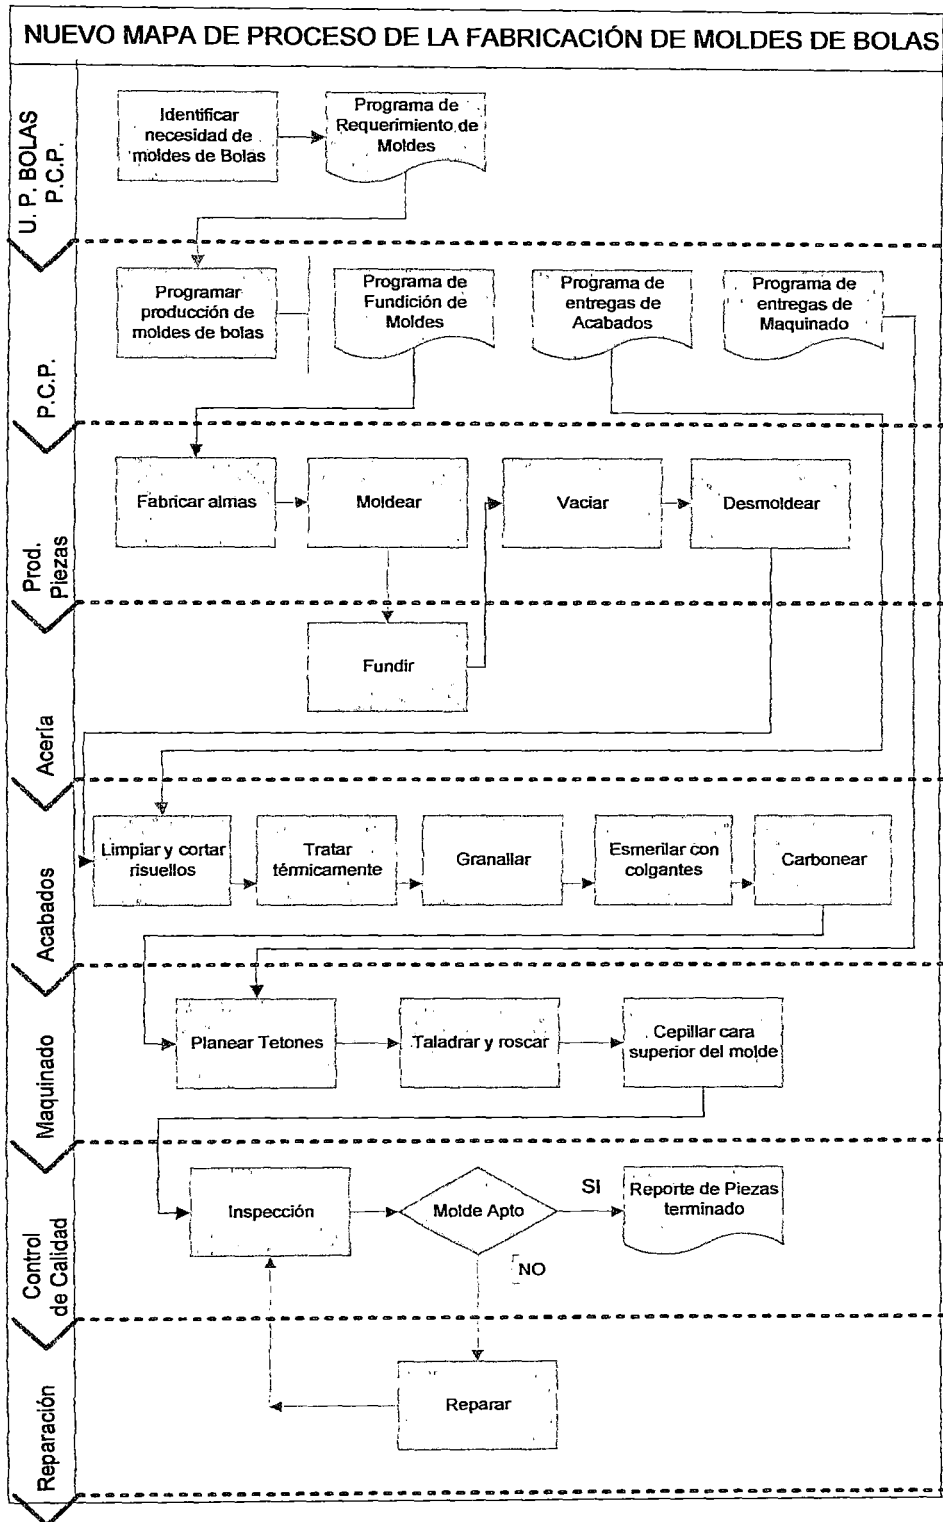 NUEVO MAPA DE PROCESO DE LA FABRICACIÓN DE MOLDES DE BOLAS
U. P. BOLAS
P.C.P.
Identificar
necesidad de
moldes de Bolas
Programa de
Requerimiento de
Moldes
P.C.P.
Programar
producción de
moldes de bolas
Programa de
Fundición de
Moldes
Programa de
entregas de
Acabados
Programa de
entregas de
Maquinado
Prod.
Piezas
Fabricar almas
Moldear
Vaciar
Desmoldear
Acería
Fundir
Acabados
Limpiar y cortar
risuellos
Tratar
térmicamente
Granallar
Esmerilar con
colgantes
Carbonear
Maquinado
Planear Tetones
Taladrar y roscar
Cepillar cara
superior del molde
Control
de Calidad
Inspección
Molde Apto
SI
Reporte de Piezas
terminado
NO
Reparación
Reparar